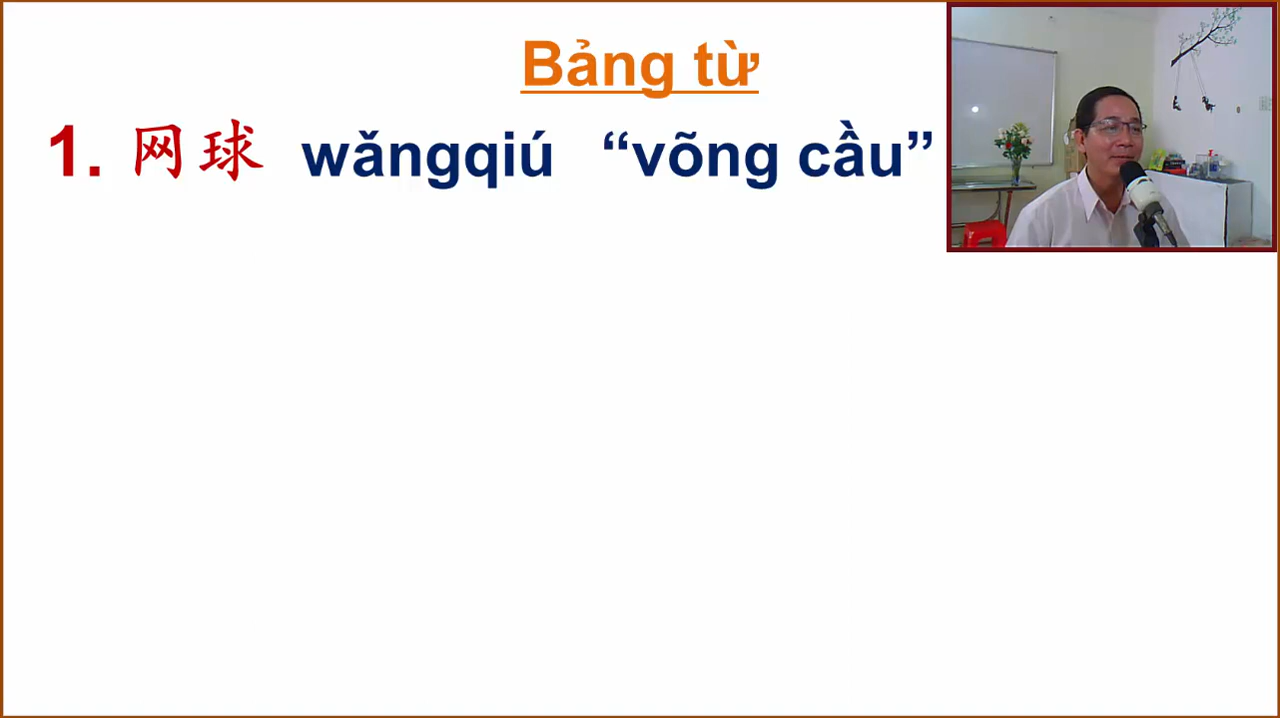 Bảng từ
1. 网球 wǎngqiú “võng cầu”